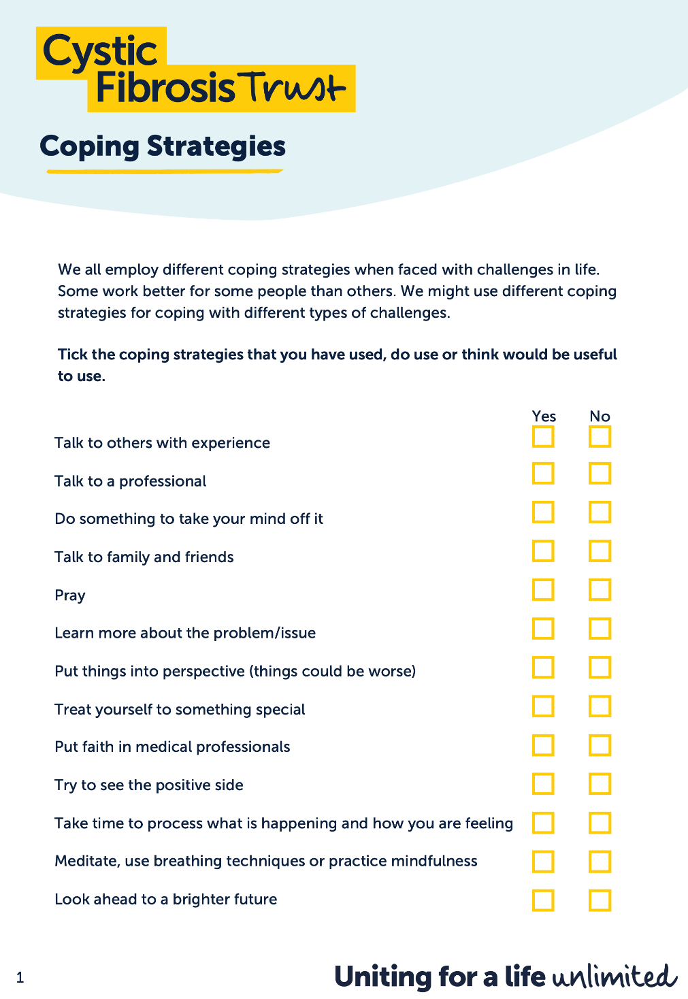 Cystic
Fibrosis Trust
Coping Strategies
We all employ different coping strategies when faced with challenges in life.
Some work better for some people than others. We might use different coping
strategies for coping with different types of challenges.
Tick the coping strategies that you have used, do use or think would be useful
to use.
Yes No
Talk to others with experience
Talk to a professional
Do something to take your mind off it
Talk to family and friends
Pray
Learn more about the problem/issue
Put things into perspective (things could be worse)
Treat yourself to something special
Put faith in medical professionals
Try to see the positive side
Take time to process what is happening and how you are feeling
Meditate, use breathing techniques or practice mindfulness
Look ahead to a brighter future
1
Uniting for a life unlimited